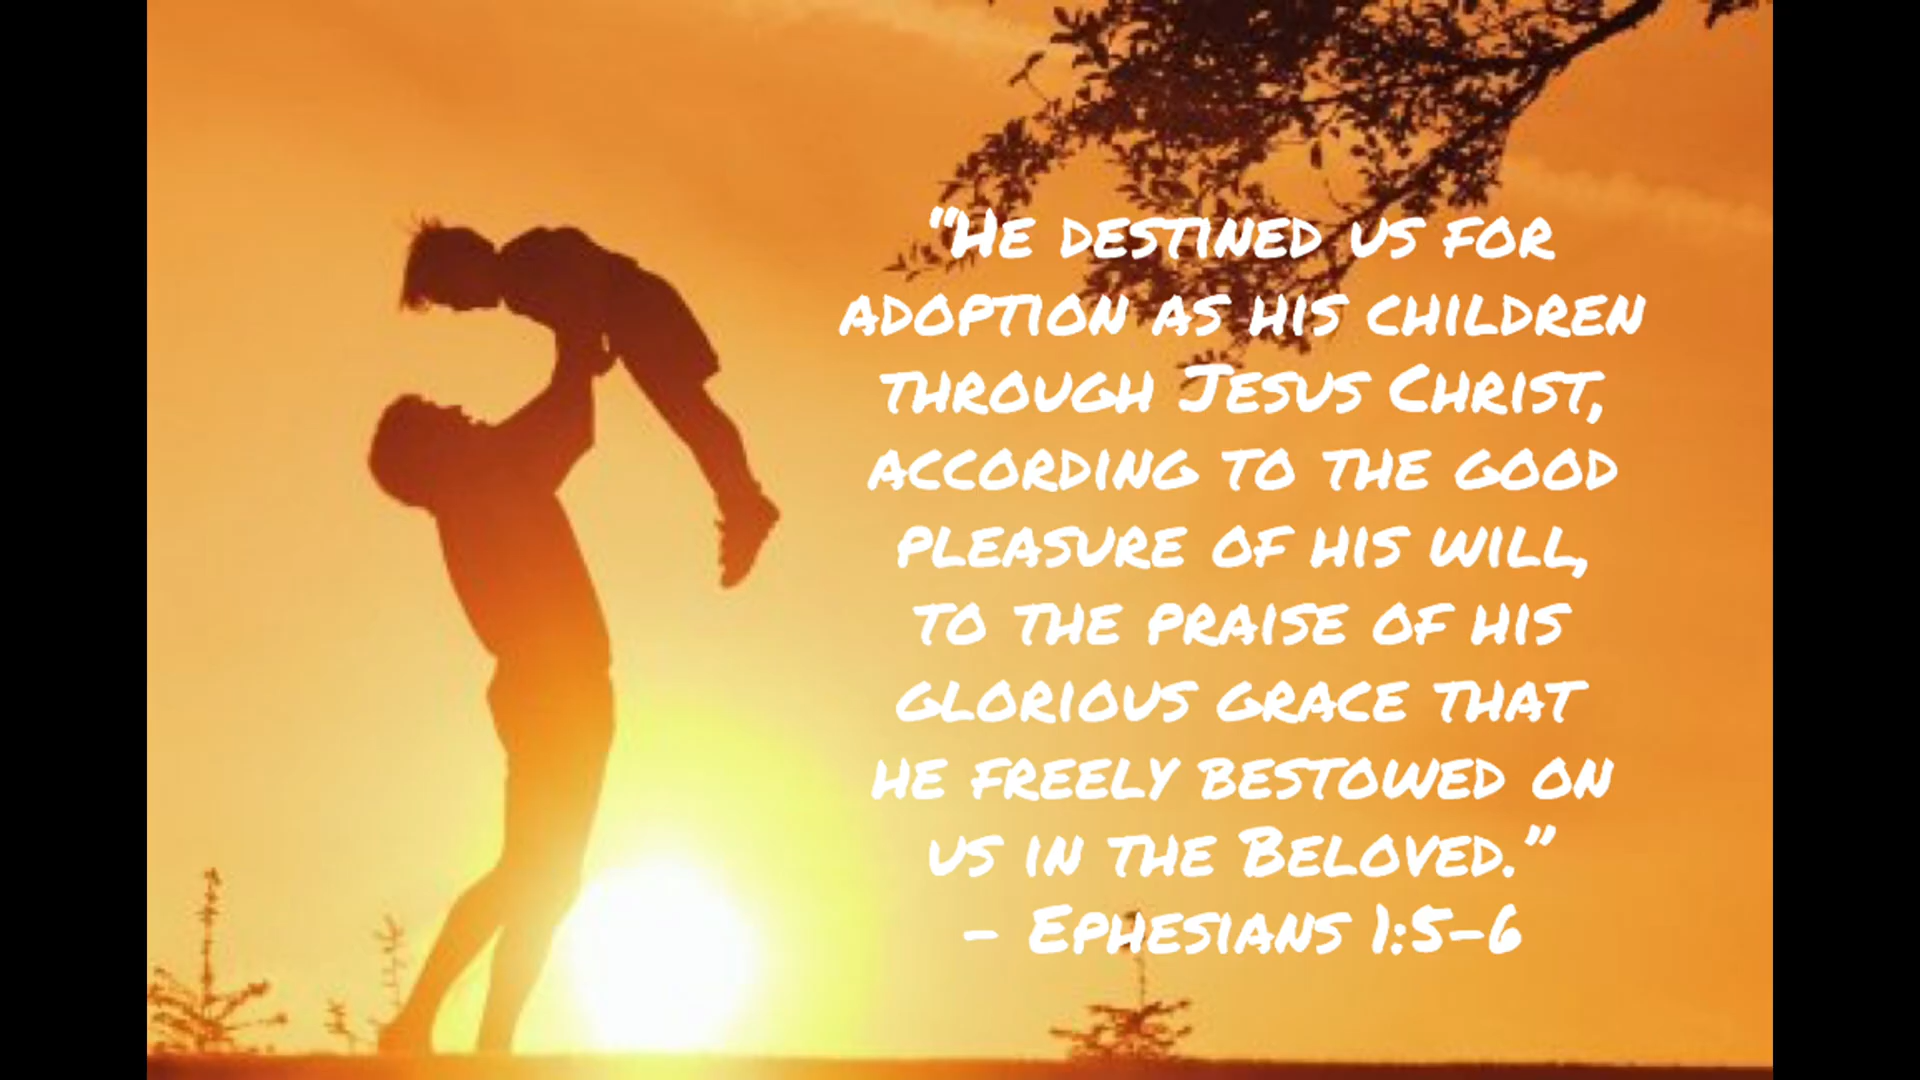 “He destined us for
adoption as his children
through Jesus Christ,
according to the good
pleasure of his will,
to the praise of his
glorious grace that
he freely bestowed on
us in the Beloved.”
– Ephesians 1:5–6